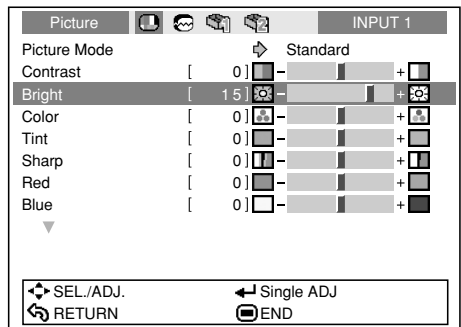 Picture INPUT 1
Picture Mode Standard
Contrast [ 0] - +
Bright [ 15] - +
Color [ 0] - +
Tint [ 0] - +
Sharp [ 0] - +
Red [ 0] - +
Blue [ 0] - +
SEL./ADJ. Single ADJ
RETURN END